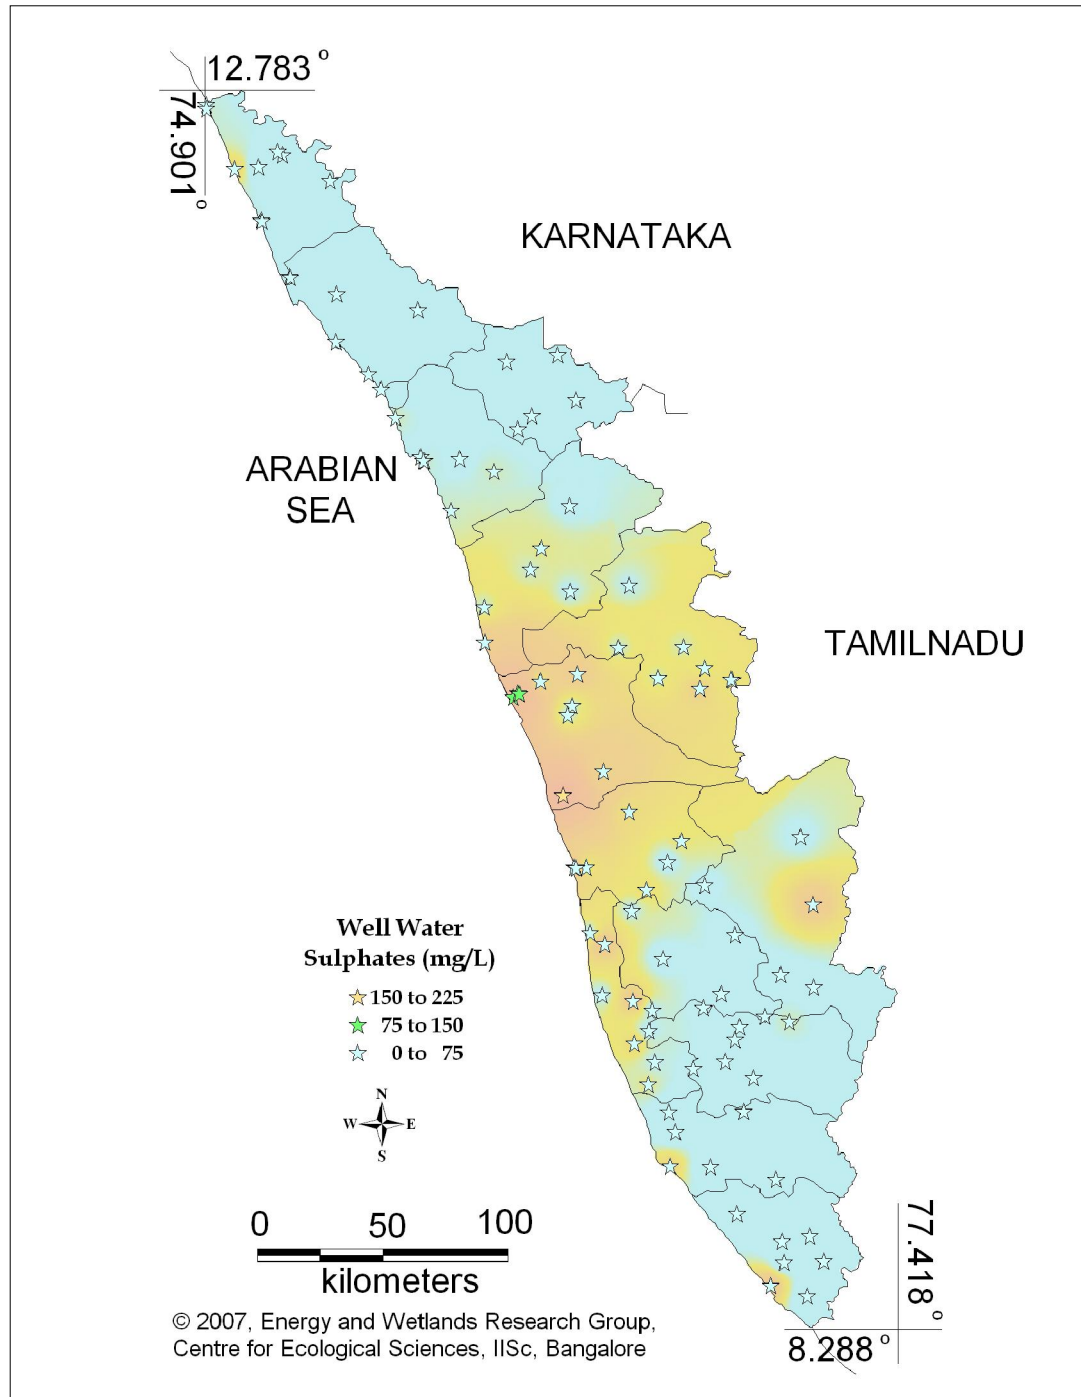 12.783 °
74.901 °
KARNATAKA
ARABIAN
SEA
TAMILNADU
Well Water
Sulphates (mg/L)
150 to 225
75 to 150
0 to 75
N
W E
S
0 50 100
kilometers
77.418 °
8.288 °
© 2007, Energy and Wetlands Research Group,
Centre for Ecological Sciences, IISc, Bangalore